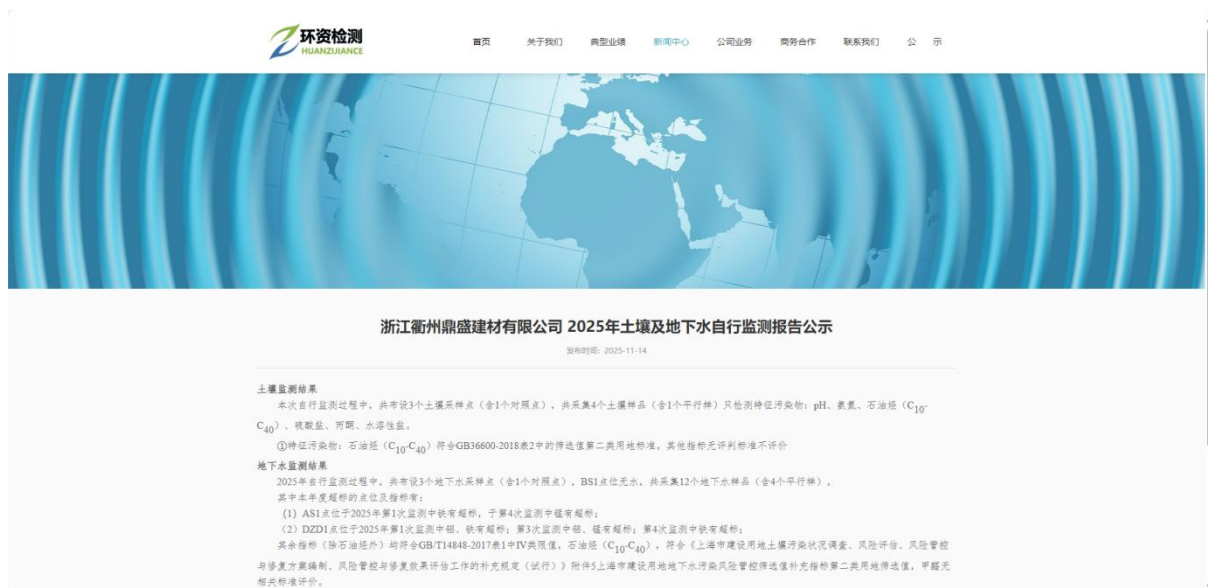 环资检测
HUANZIJIANCE
首页 关于我们 典型业绩 新闻中心 公司业务 商务合作 联系我们 公 示
浙江衢州鼎盛建材有限公司 2025年土壤及地下水自行监测报告公示
发布时间：2025-11-14
土壤监测结果
本次自行监测过程中，共布设3个土壤采样点（含1个对照点），共采集4个土壤样品（含1个平行样）只检测特征污染物：pH、氨氮、石油烃（C10-
C40）、硫酸盐、丙酮、水溶性盐。
①特征污染物：石油烃（C10-C40）符合GB36600-2018表2中的筛选值第二类用地标准，其他指标无评判标准不评价
地下水监测结果
2025年自行监测过程中，共布设3个地下水采样点（含1个对照点），BS1点位无水，共采集12个地下水样品（含4个平行样）。
其中本年度超标的点位及指标有：
（1）AS1点位于2025年第1次监测中铁有超标，于第4次监测中锰有超标；
（2）DZD1点位于2025年第1次监测中铝、铁有超标；第3次监测中铝、锰有超标；第4次监测中铁有超标；
其余指标（除石油烃外）均符合GB/T14848-2017表1中IV类限值，石油烃（C10-C40），符合《上海市建设用地土壤污染状况调查、风险评估、风险管控
与修复方案编制、风险管控与修复效果评估工作的补充规定（试行）》附件5上海市建设用地地下水污染风险管控筛选值补充指标第二类用地筛选值，甲醛无
相关标准评价。